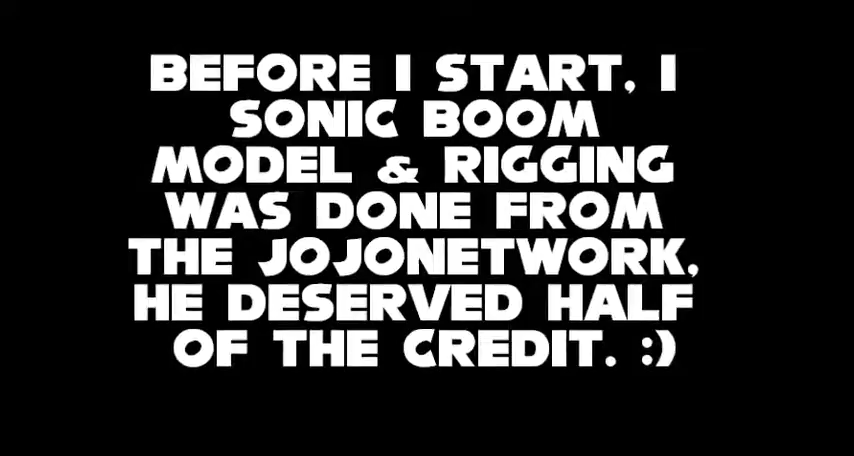 BEFORE I START, I
SONIC BOOM
MODEL & RIGGING
WAS DONE FROM
THE JOJONETWORK,
HE DESERVED HALF
OF THE CREDIT. :)